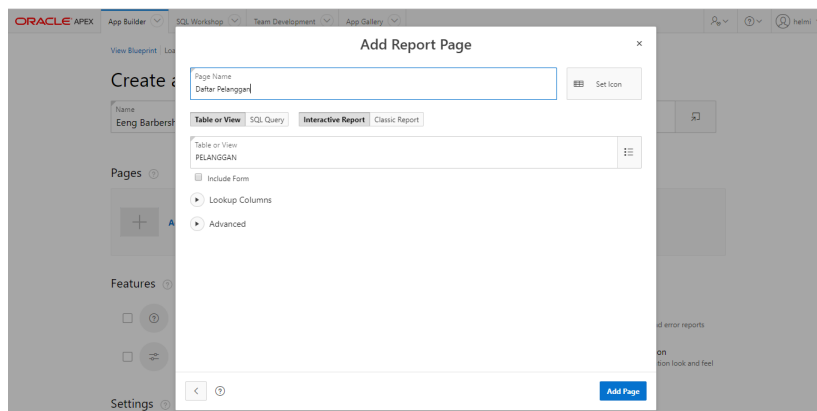 ORACLE APEX App Builder SQL Workshop Team Development App Gallery helmi
View Blueprint Loa
Add Report Page
Create a
Page Name
Daftar Pelanggan
Set Icon
Name
Eeng Barbersh
Table or View SQL Query Interactive Report Classic Report
Table or View
PELANGGAN
Pages
Include Form
Lookup Columns
A
Advanced
Features
d error reports
on
tion look and feel
Add Page
Settings